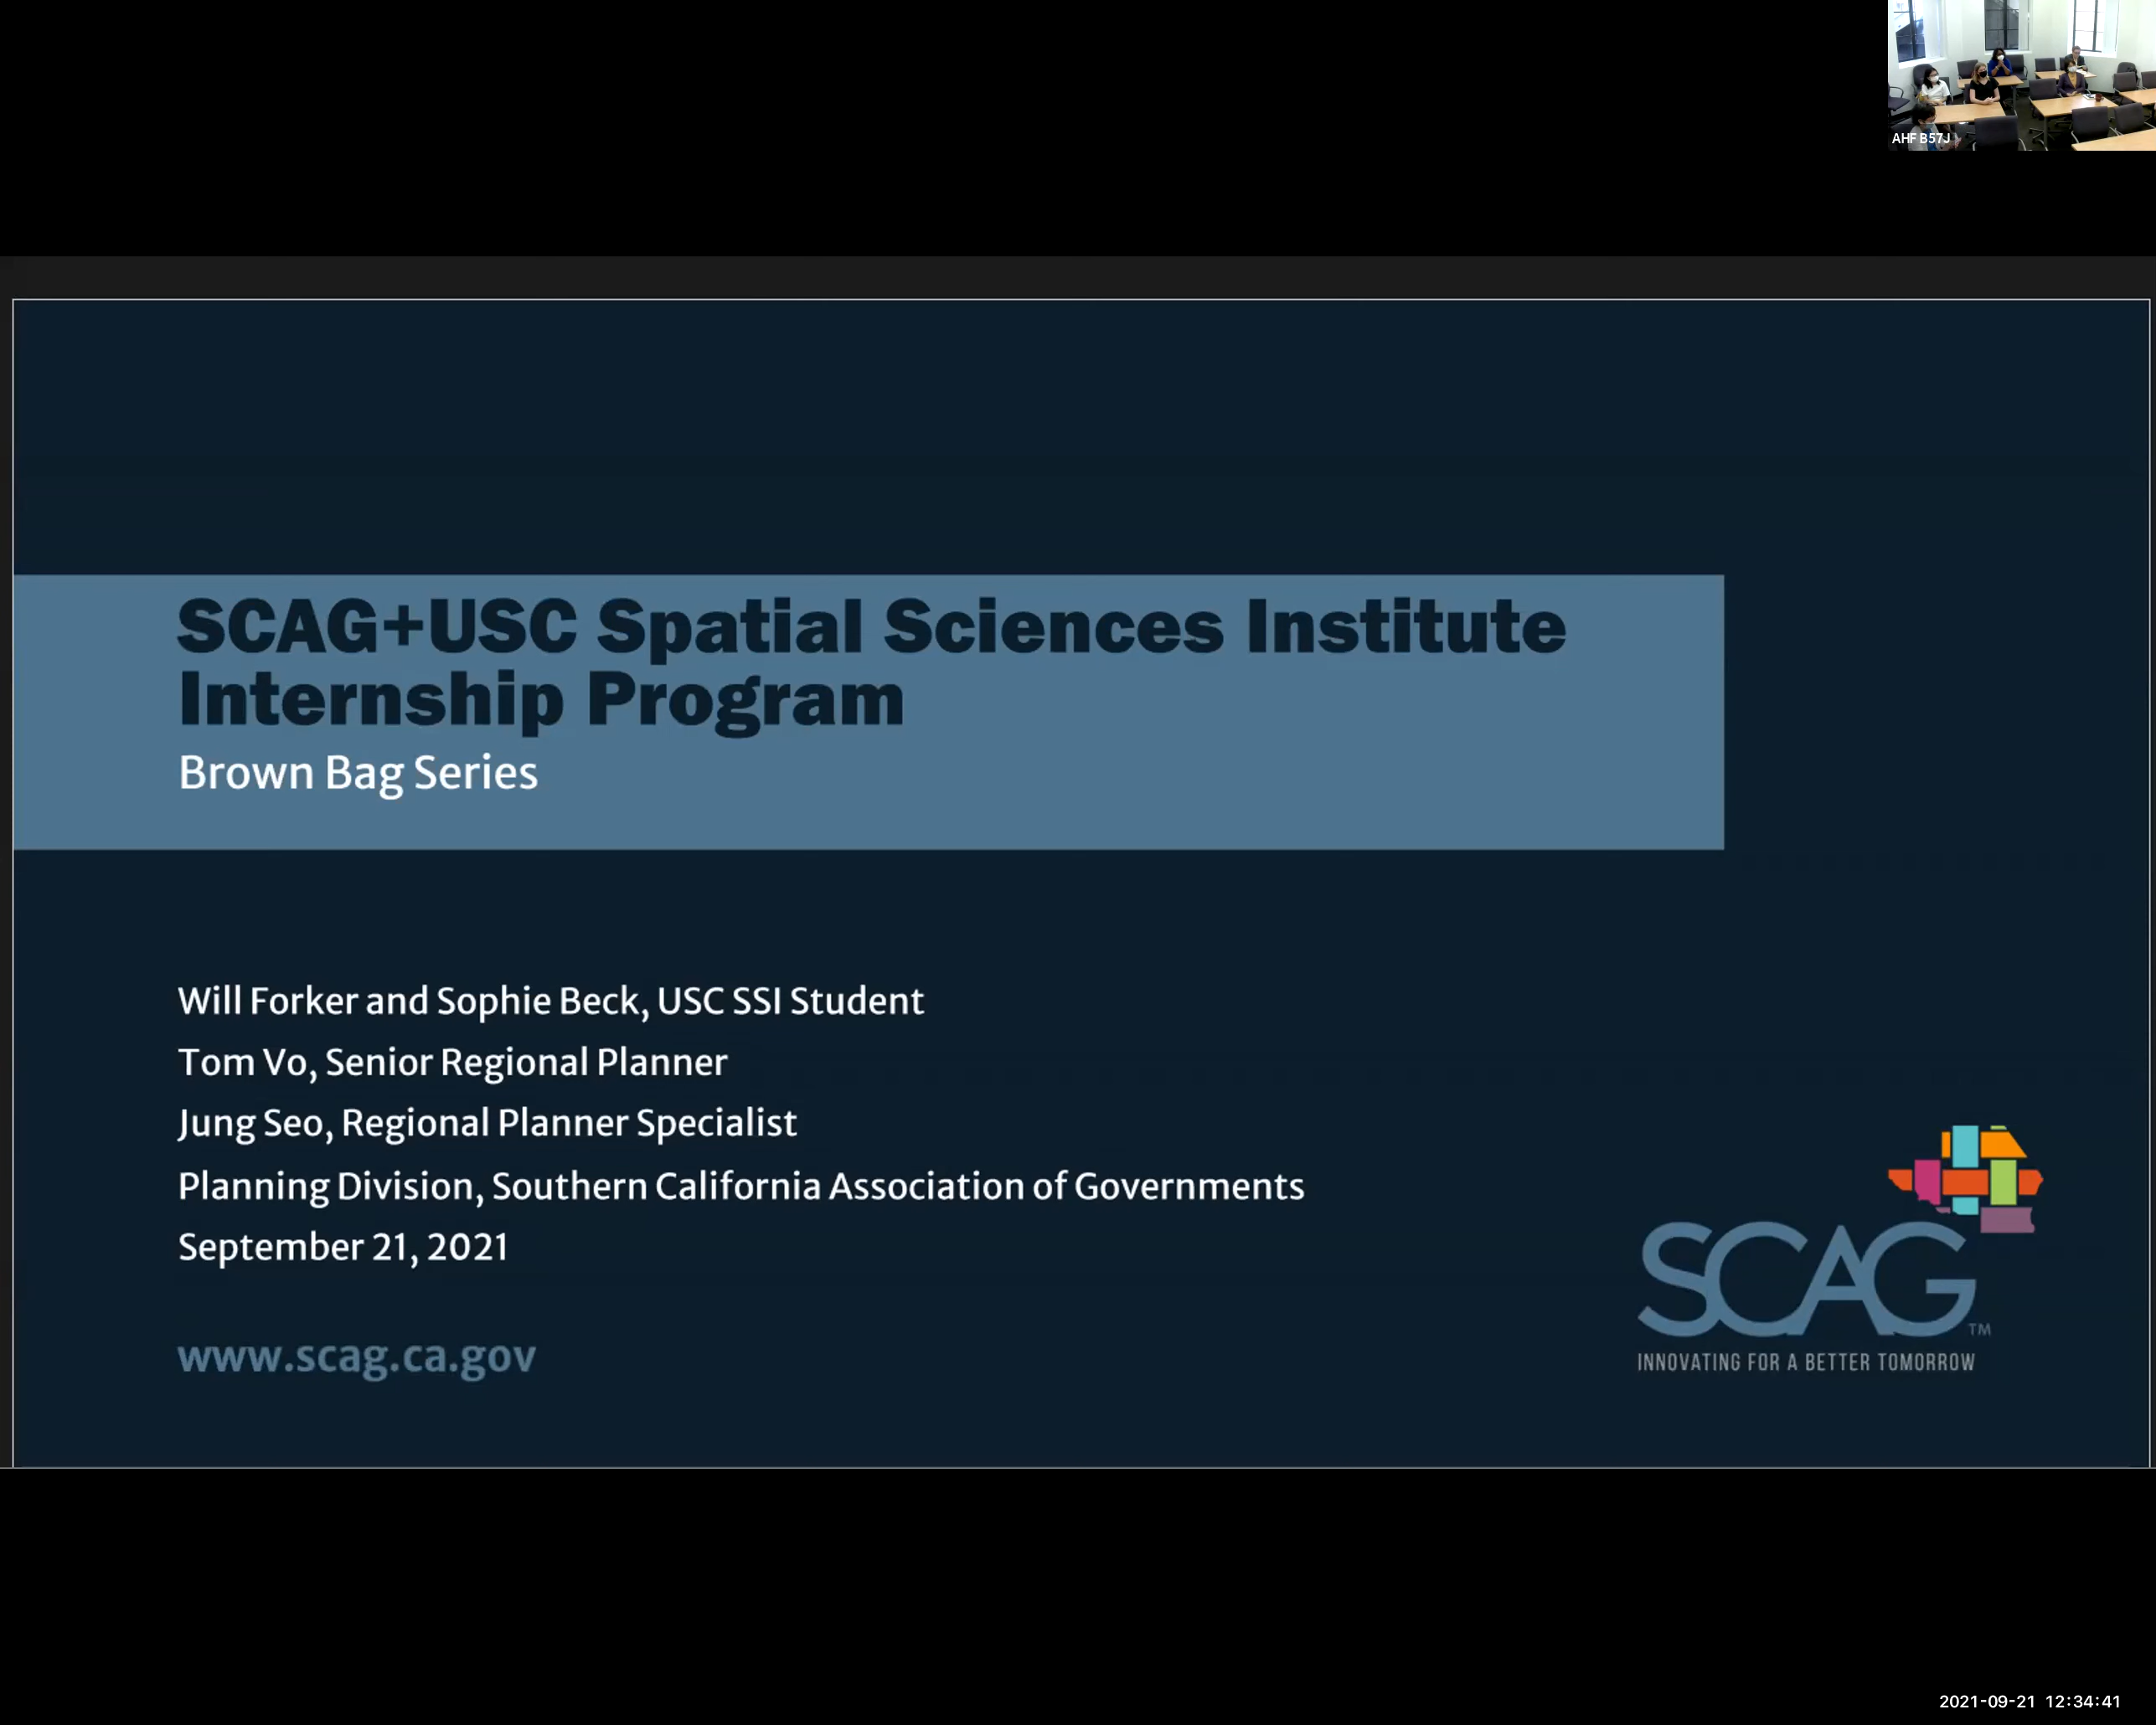 AHF B57J
SCAG+USC Spatial Sciences Institute
Internship Program
Brown Bag Series
Will Forker and Sophie Beck, USC SSI Student
Tom Vo, Senior Regional Planner
Jung Seo, Regional Planner Specialist
Planning Division, Southern California Association of Governments
September 21, 2021
www.scag.ca.gov
SCAG™
INNOVATING FOR A BETTER TOMORROW
2021-09-21 12:34:41